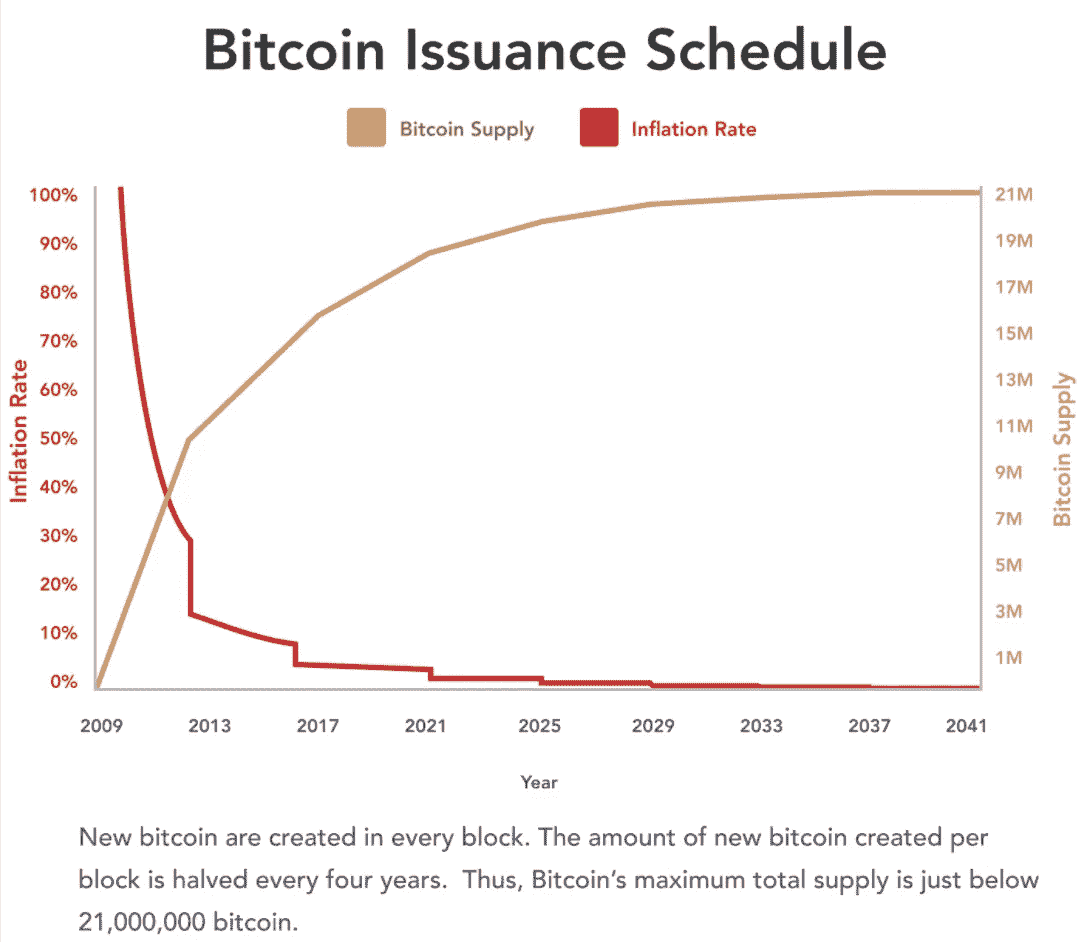 Bitcoin Issuance Schedule
Bitcoin Supply
Inflation Rate
100%
90%
80%
70%
60%
50%
40%
30%
20%
10%
0%
Inflation Rate
21M
19M
17M
15M
13M
11M
9M
7M
5M
3M
1M
Bitcoin Supply
2009 2013 2017 2021 2025 2029 2033 2037 2041
Year
New bitcoin are created in every block. The amount of new bitcoin created per
block is halved every four years. Thus, Bitcoin’s maximum total supply is just below
21,000,000 bitcoin.